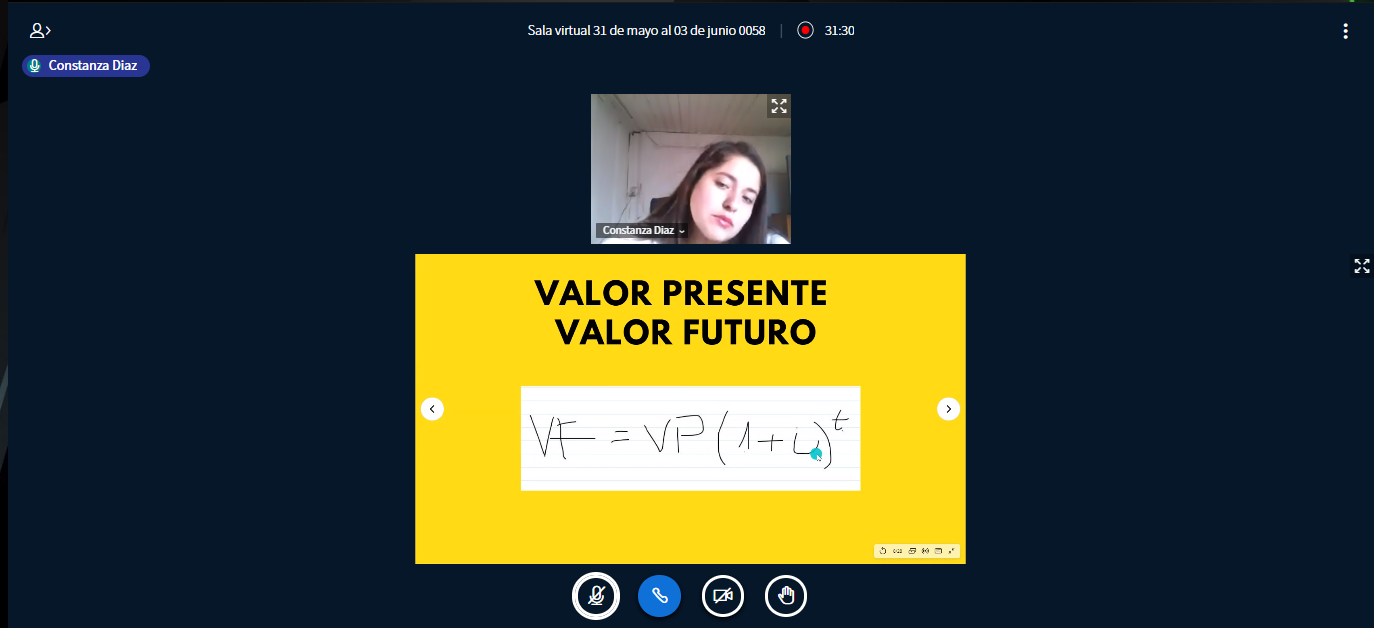 Sala virtual 31 de mayo al 03 de junio 0058
31:30
Constanza Diaz
Constanza Diaz
VALOR PRESENTE
VALOR FUTURO
VF = VP(1+i)^t